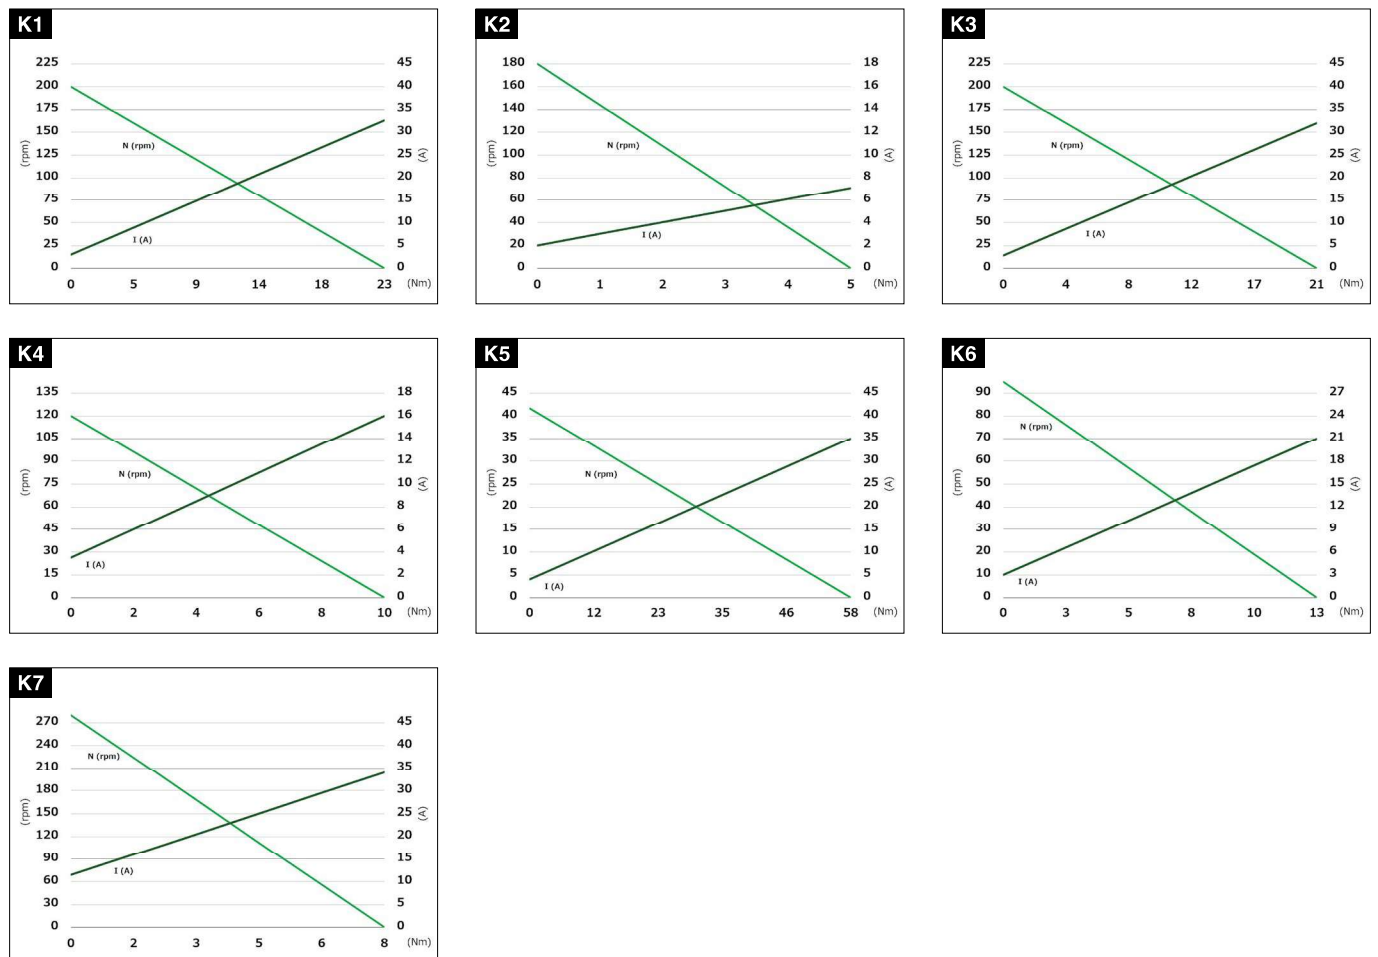 K1
225 45
200 40
175 35
150 30
(rpm) N (rpm) (A)
125 25
100 20
75 15
50 10
I (A)
25 5
0 0
0 5 9 14 18 23 (Nm)
K2
180 18
160 16
140 14
120 12
(rpm) N (rpm) (A)
100 10
80 8
60 6
40 4
I (A)
20 2
0 0
0 1 2 3 4 5 (Nm)
K3
225 45
200 40
175 35
150 30
(rpm) N (rpm) (A)
125 25
100 20
75 15
50 10
I (A)
25 5
0 0
0 4 8 12 17 21 (Nm)
K4
135 18
120 16
105 14
90 12
(rpm) N (rpm) (A)
75 10
60 8
45 6
30 4
I (A)
15 2
0 0
0 2 4 6 8 10 (Nm)
K5
45 45
40 40
35 35
30 30
(rpm) N (rpm) (A)
25 25
20 20
15 15
10 10
5 5
I (A)
0 0
0 12 23 35 46 58 (Nm)
K6
90 27
80 24
N (rpm)
70 21
60 18
(rpm) (A)
50 15
40 12
30 9
20 6
10 3
I (A)
0 0
0 3 5 8 10 13 (Nm)
K7
270 45
240 40
N (rpm)
210 35
180 30
(rpm) (A)
150 25
120 20
90 15
I (A)
60 10
30 5
0 0
0 2 3 5 6 8 (Nm)